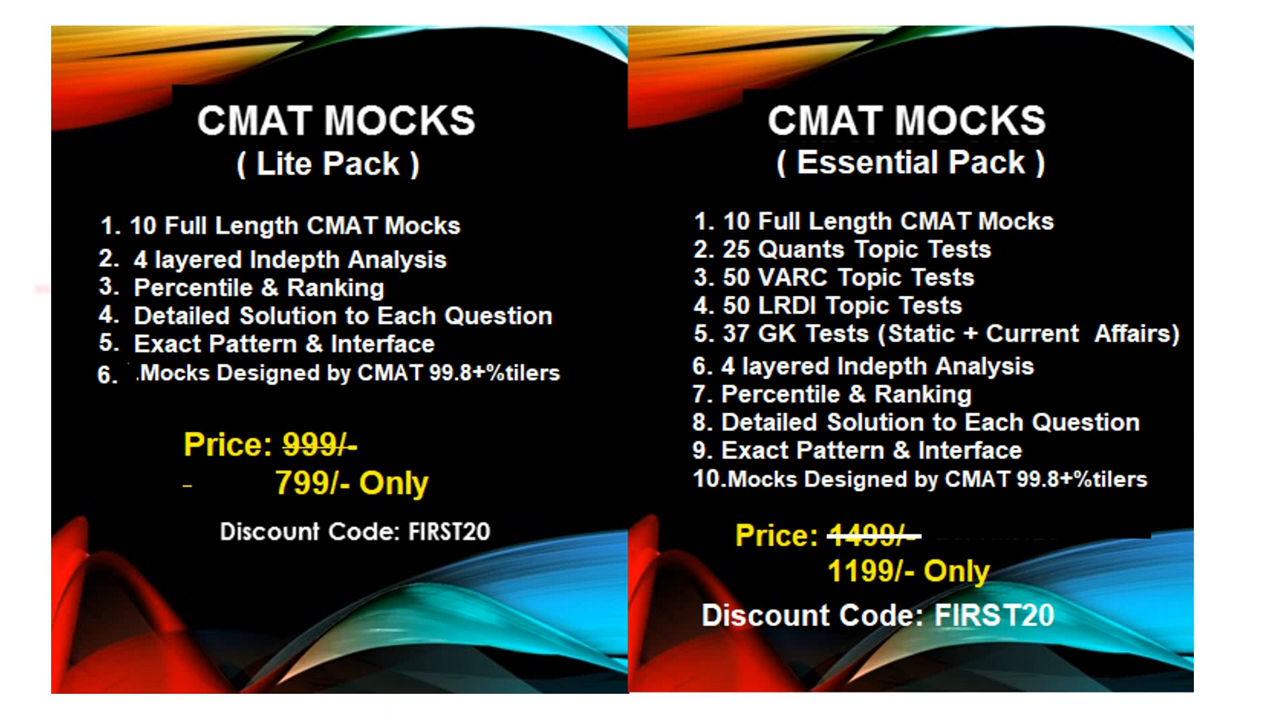 CMAT MOCKS
( Lite Pack )
1. 10 Full Length CMAT Mocks
2. 4 layered Indepth Analysis
3. Percentile & Ranking
4. Detailed Solution to Each Question
5. Exact Pattern & Interface
6. .Mocks Designed by CMAT 99.8+%tilers
Price: 999/-
- 799/- Only
Discount Code: FIRST20
CMAT MOCKS
( Essential Pack )
1. 10 Full Length CMAT Mocks
2. 25 Quants Topic Tests
3. 50 VARC Topic Tests
4. 50 LRDI Topic Tests
5. 37 GK Tests (Static + Current Affairs)
6. 4 layered Indepth Analysis
7. Percentile & Ranking
8. Detailed Solution to Each Question
9. Exact Pattern & Interface
10.Mocks Designed by CMAT 99.8+%tilers
Price: 1499/-
1199/- Only
Discount Code: FIRST20